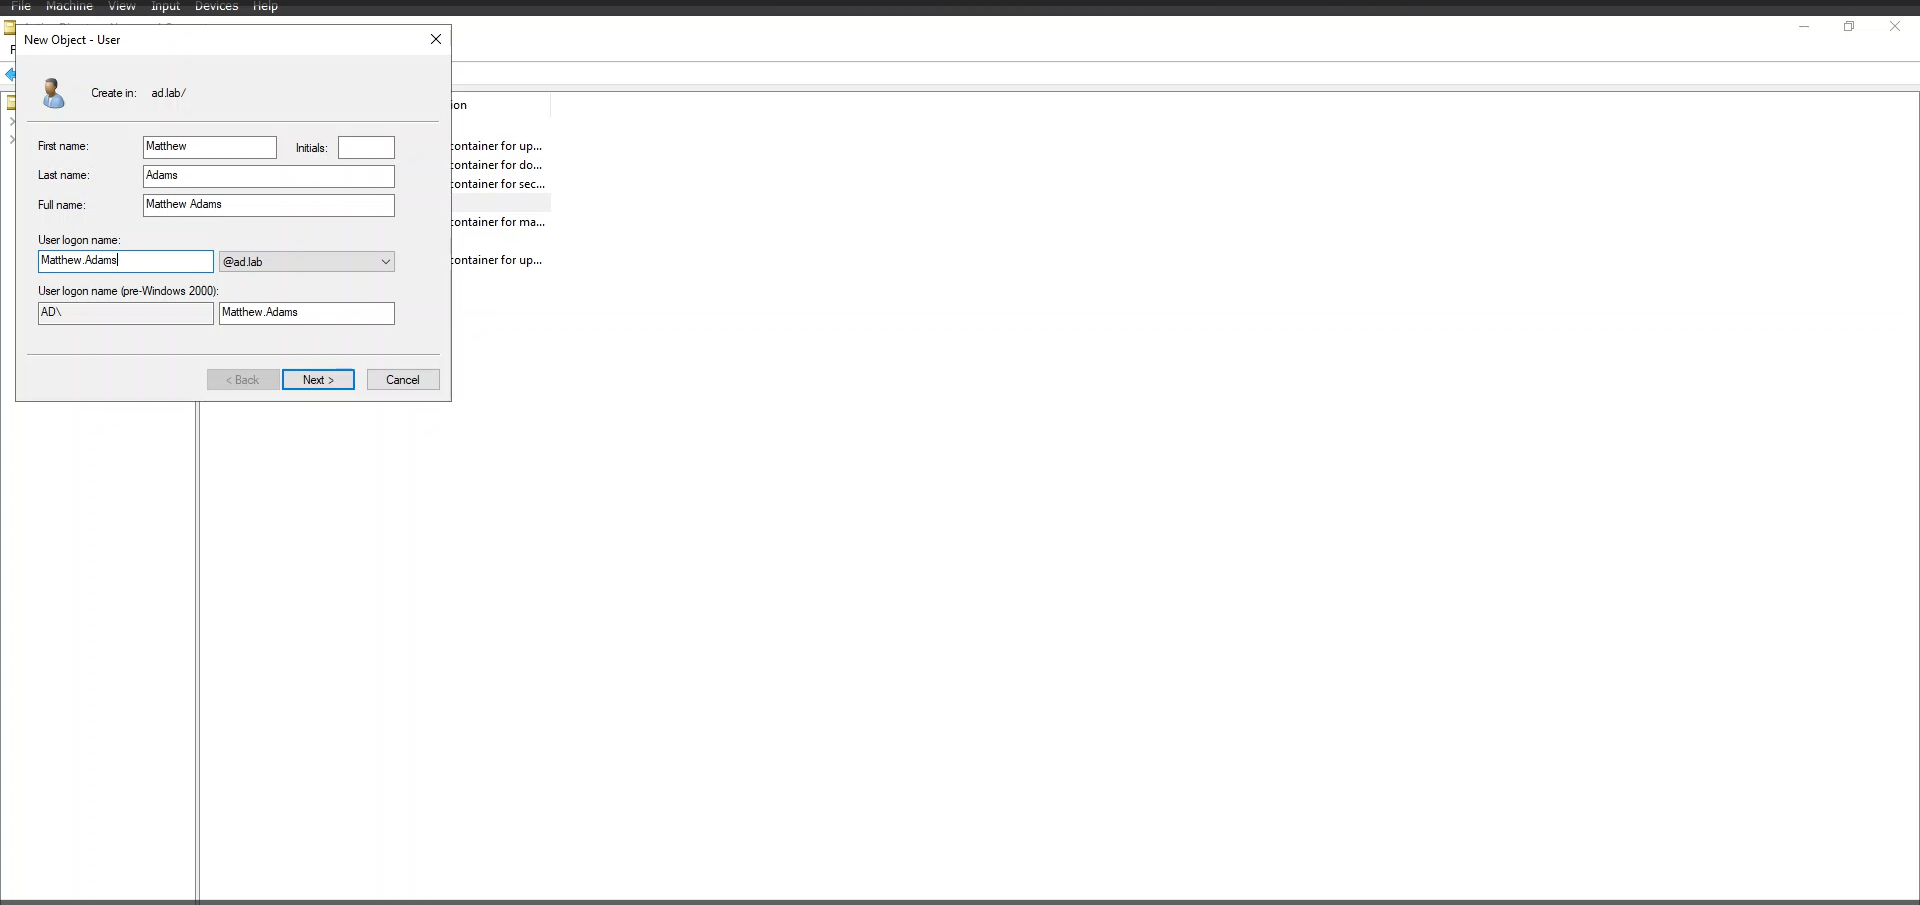 File Machine View Input Devices Help
New Object - User
Create in: ad.lab/
First name: Matthew Initials:
Last name: Adams
Full name: Matthew Adams
User logon name:
Matthew.Adams @ad.lab
User logon name (pre-Windows 2000):
AD\ Matthew.Adams
< Back Next > Cancel
ion
container for up...
container for do...
container for sec...
container for ma...
container for up...